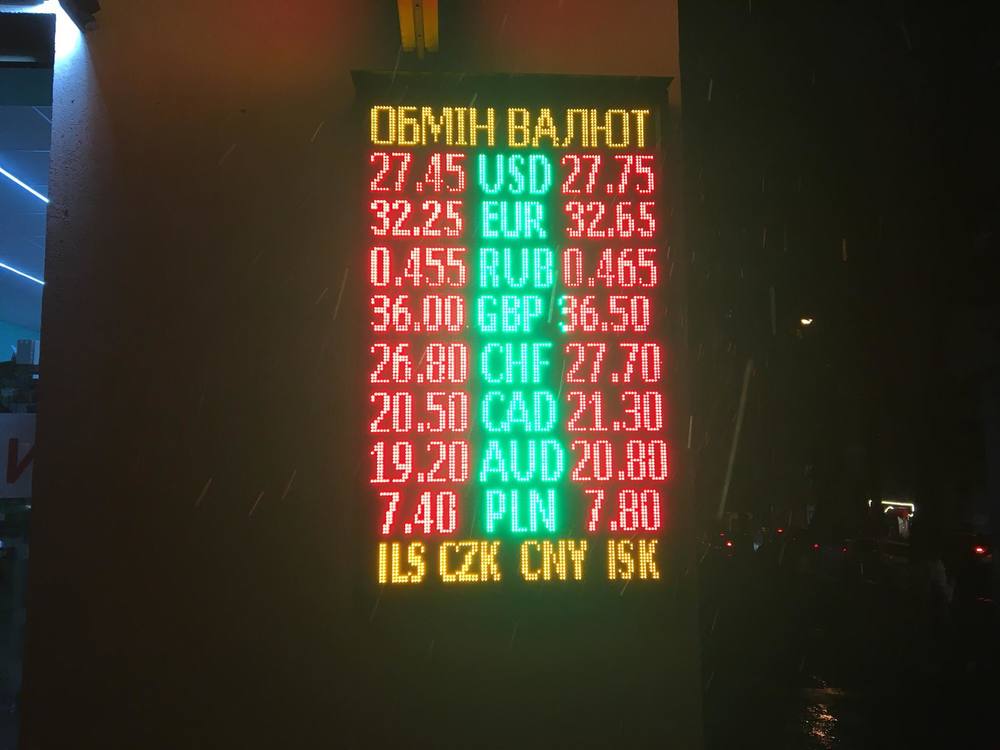 ОБМІН ВАЛЮТ
27.45 USD 27.75
32.25 EUR 32.65
0.455 RUB 0.465
36.00 GBP 36.50
26.80 CHF 27.70
20.50 CAD 21.30
19.20 AUD 20.80
7.40 PLN 7.80
ILS CZK CNY ISK